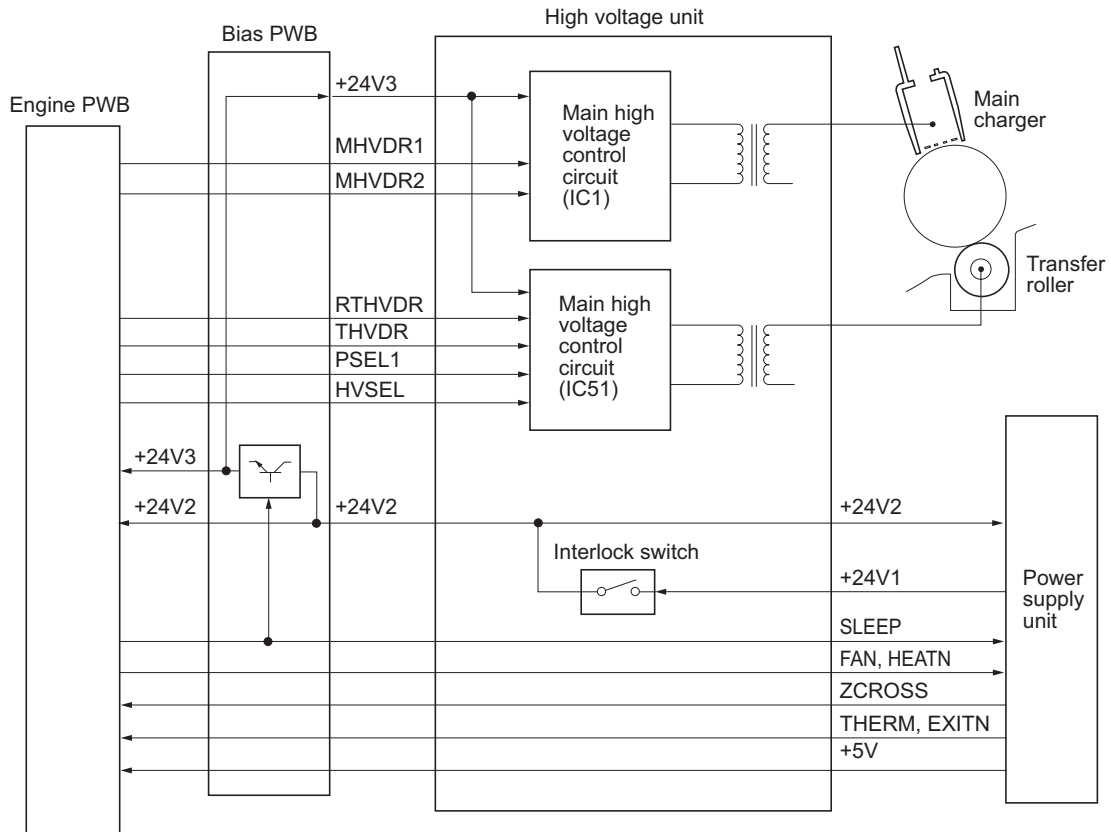 High voltage unit
Bias PWB
Engine PWB
+24V3
MHVDR1
MHVDR2
Main high
voltage
control
circuit
(IC1)
Main
charger
Transfer
roller
RTHVDR
THVDR
PSEL1
HVSEL
Main high
voltage
control
circuit
(IC51)
+24V3
+24V2
+24V2
+24V2
Interlock switch
+24V1
Power
supply
unit
SLEEP
FAN, HEATN
ZCROSS
THERM, EXITN
+5V